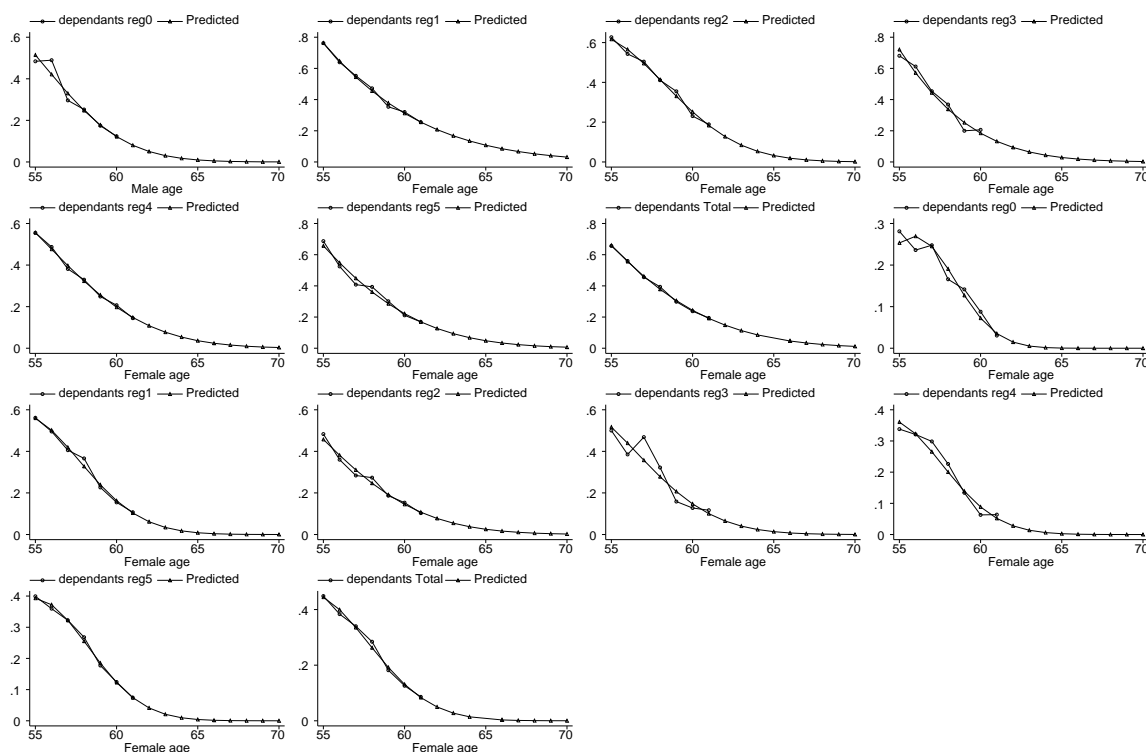 dependants reg0 Predicted
.6
.4
.2
0
55 60 65 70
Male age
dependants reg1 Predicted
.8
.6
.4
.2
0
55 60 65 70
Female age
dependants reg2 Predicted
.6
.4
.2
0
55 60 65 70
Female age
dependants reg3 Predicted
.8
.6
.4
.2
0
55 60 65 70
Female age
dependants reg4 Predicted
.6
.4
.2
0
55 60 65 70
Female age
dependants reg5 Predicted
.8
.6
.4
.2
0
55 60 65 70
Female age
dependants Total Predicted
.8
.6
.4
.2
0
55 60 65 70
Female age
dependants reg0 Predicted
.3
.2
.1
0
55 60 65 70
Female age
dependants reg1 Predicted
.6
.4
.2
0
55 60 65 70
Female age
dependants reg2 Predicted
.6
.4
.2
0
55 60 65 70
Female age
dependants reg3 Predicted
.6
.4
.2
0
55 60 65 70
Female age
dependants reg4 Predicted
.4
.3
.2
.1
0
55 60 65 70
Female age
dependants reg5 Predicted
.4
.3
.2
.1
0
55 60 65 70
Female age
dependants Total Predicted
.4
.2
0
55 60 65 70
Female age